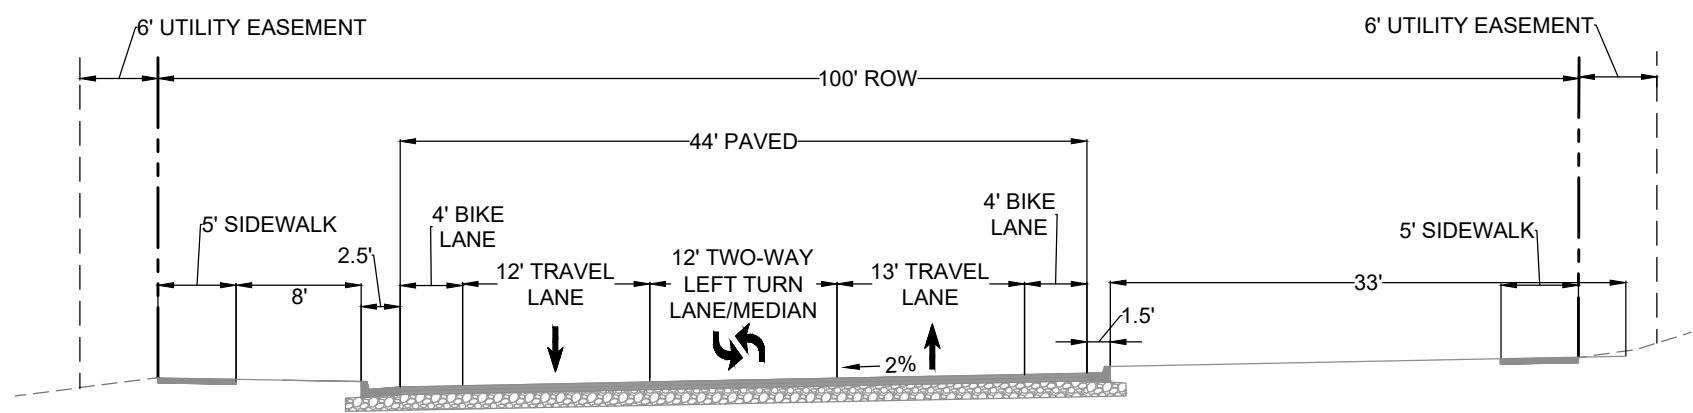 6' UTILITY EASEMENT
6' UTILITY EASEMENT
100' ROW
44' PAVED
5' SIDEWALK
2.5'
4' BIKE
LANE
4' BIKE
LANE
5' SIDEWALK
8'
12' TRAVEL
LANE
12' TWO-WAY
LEFT TURN
LANE/MEDIAN
13' TRAVEL
LANE
33'
1.5'
2%